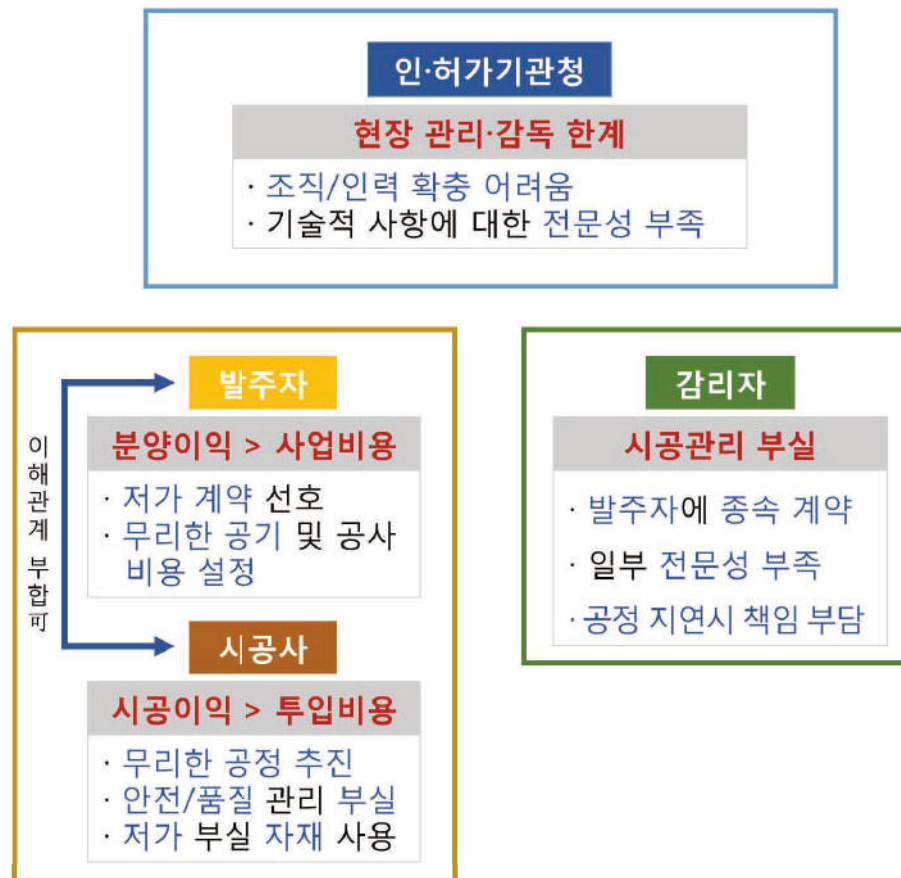 인·허가기관청
현장 관리·감독 한계
· 조직/인력 확충 어려움
· 기술적 사항에 대한 전문성 부족
이해관계 부합 可
발주자
분양이익 > 사업비용
· 저가 계약 선호
· 무리한 공기 및 공사
비용 설정
시공사
시공이익 > 투입비용
· 무리한 공정 추진
· 안전/품질 관리 부실
· 저가 부실 자재 사용
감리자
시공관리 부실
· 발주자에 종속 계약
· 일부 전문성 부족
· 공정 지연시 책임 부담